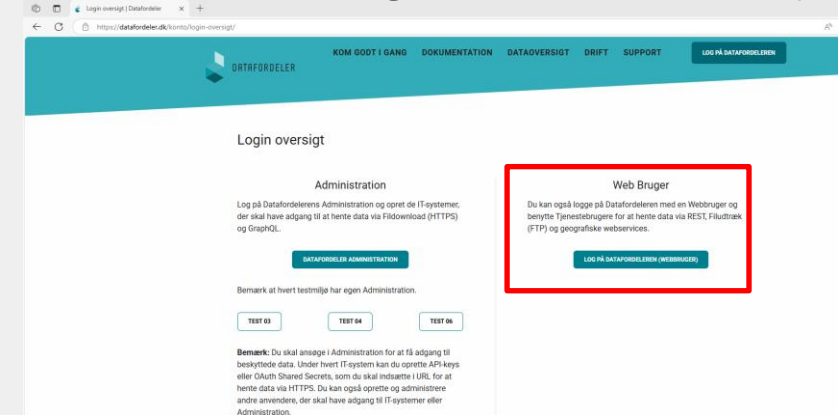 Login oversigt | Datafordeler
https://datafordeler.dk/konto/login-oversigt/
DATAFORDELER
KOM GODT I GANG DOKUMENTATION DATAOVERSIGT DRIFT SUPPORT LOG PÅ DATAFORDELEREN
Login oversigt
Administration
Log på Datafordelerens Administration og opret de IT-systemer,
der skal have adgang til at hente data via Fildownload (HTTPS)
og GraphQL.
DATAFORDELER ADMINISTRATION
Bemærk at hvert testmiljø har egen Administration.
TEST 03 TEST 04 TEST 06
Bemærk: Du skal ansøge i Administration for at få adgang til
beskyttede data. Under hvert IT-system kan du oprette API-keys
eller OAuth Shared Secrets, som du skal indsætte i URL for at
hente data via HTTPS. Du kan også oprette og administrere
andre anvendere, der skal have adgang til IT-systemer eller
Administration.
Web Bruger
Du kan også logge på Datafordeleren med en Webbruger og
benytte Tjenestebrugere for at hente data via REST, Filudtræk
(FTP) og geografiske webservices.
LOG PÅ DATAFORDELEREN (WEBBRUGER)